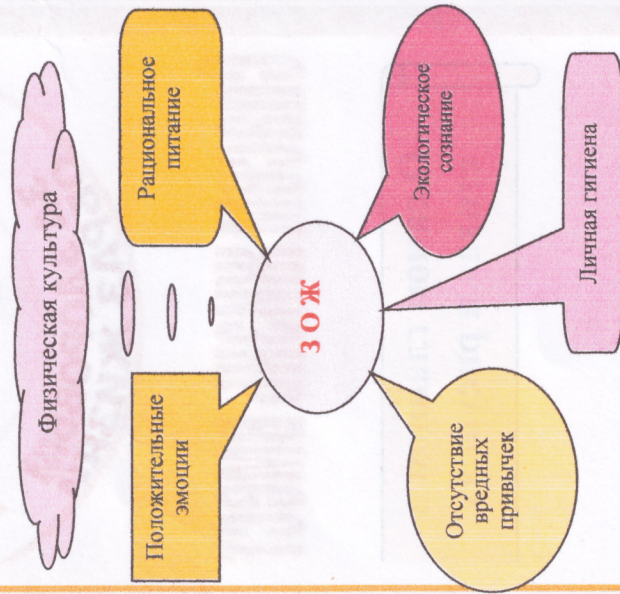 Физическая культура
Положительные
эмоции
Рациональное
питание
З О Ж
Отсутствие
вредных
привычек
Экологическое
сознание
Личная гигиена